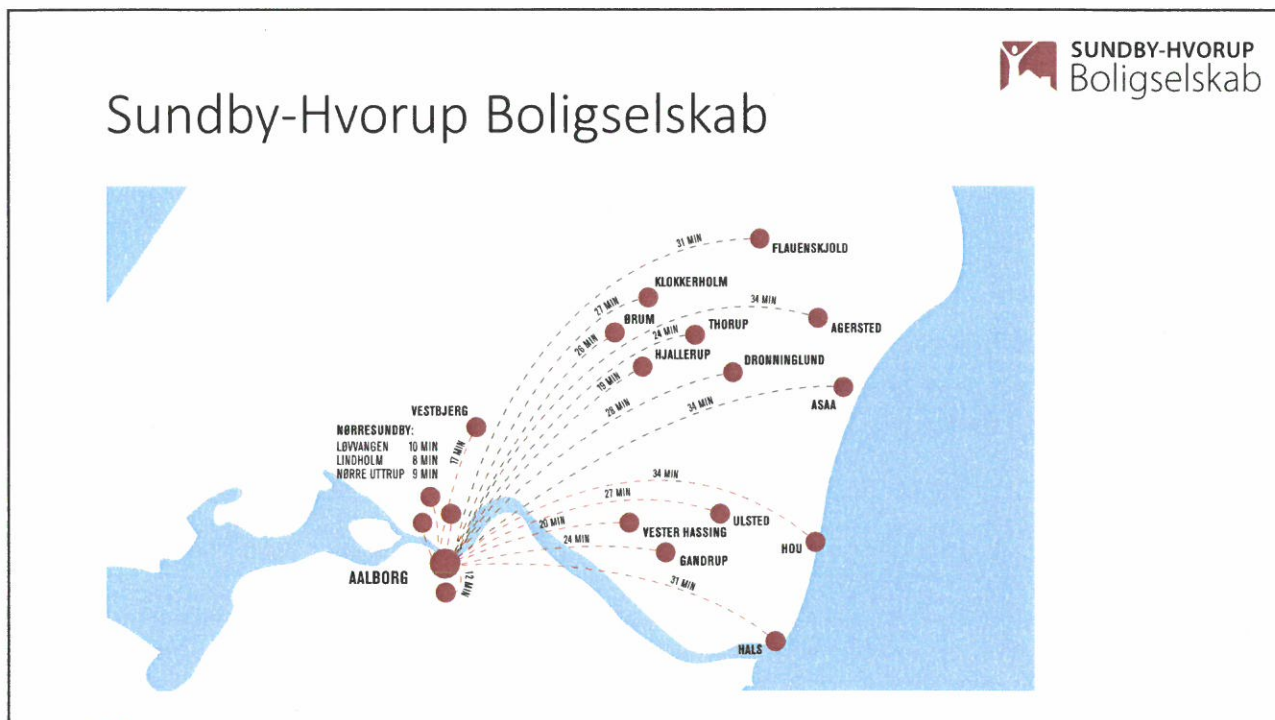 SUNDBY-HVORUP
Boligselskab
Sundby-Hvorup Boligselskab
31 MIN
FLAUENSKJOLD
KLOKKERHOLM
27 MIN
34 MIN
ØRUM
THORUP
AGERSTED
26 MIN
24 MIN
HJALLERUP
DRONNINGLUND
19 MIN
28 MIN
34 MIN
ASAA
VESTBJERG
17 MIN
NØRRESUNDBY:
LØVVANGEN 10 MIN
LINDHOLM 8 MIN
NØRRE UTTRUP 9 MIN
34 MIN
27 MIN
ULSTED
20 MIN
VESTER HASSING
HOU
24 MIN
GANDRUP
AALBORG
12 MIN
31 MIN
HALS